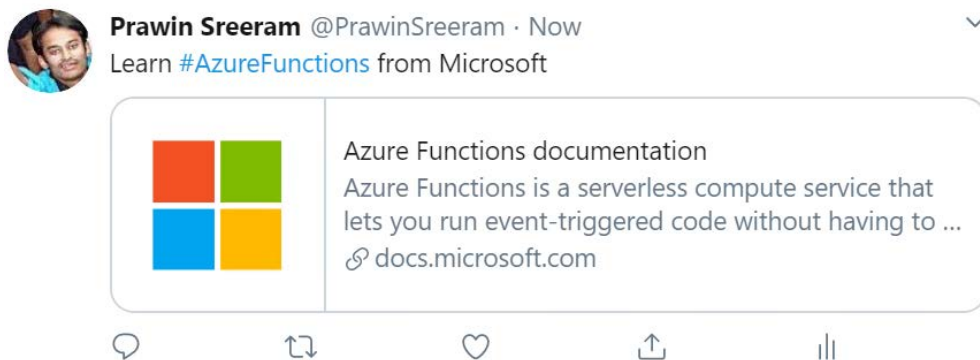 Prawin Sreeram @PrawinSreeram · Now
Learn #AzureFunctions from Microsoft
Azure Functions documentation
Azure Functions is a serverless compute service that
lets you run event-triggered code without having to ...
docs.microsoft.com